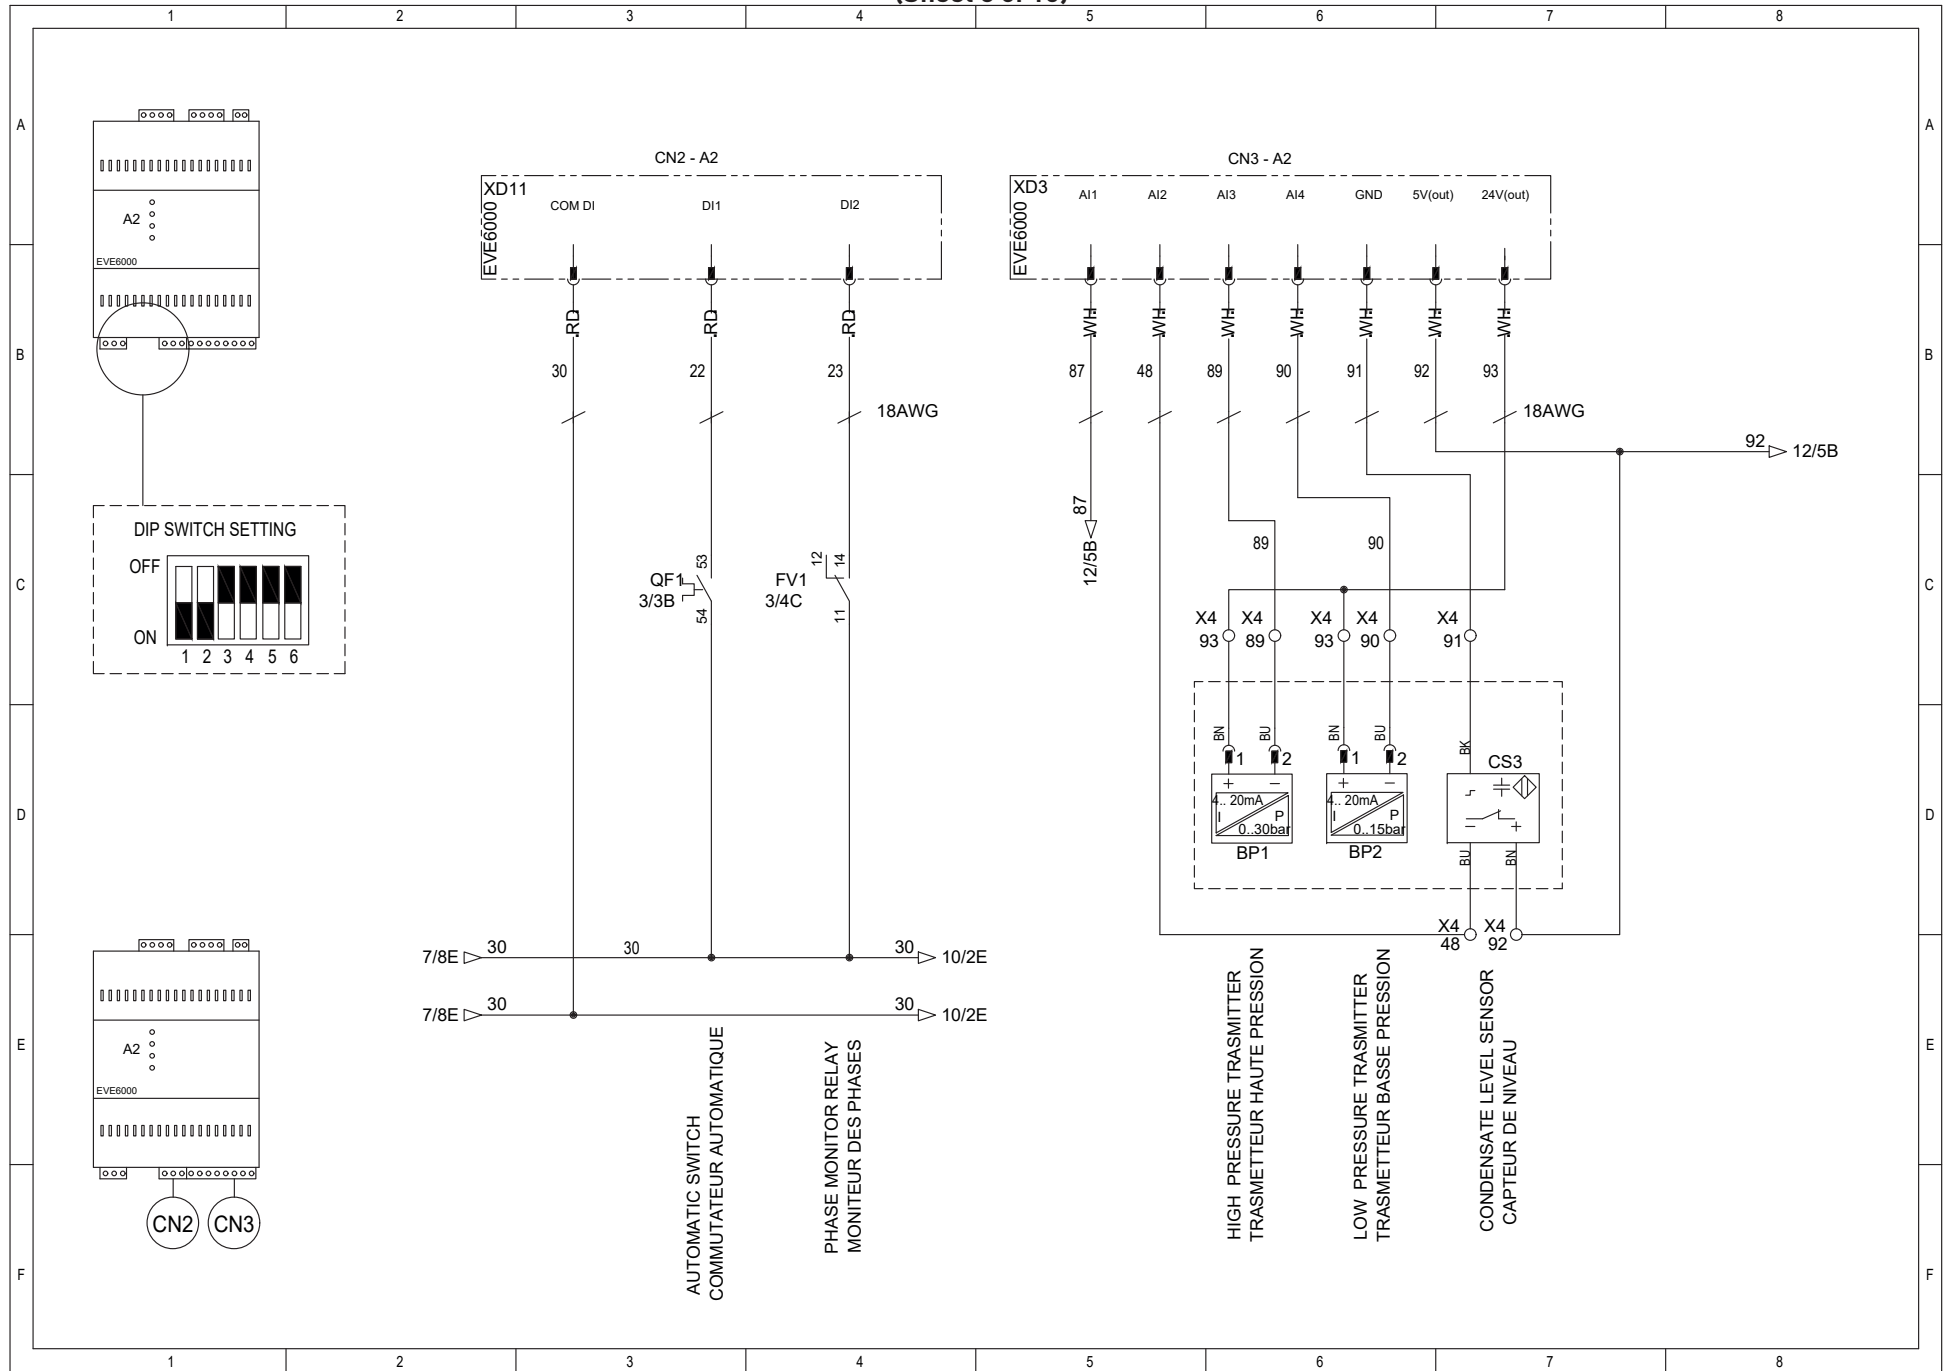 1 2 3 4 5 6 7 8
A A
CN2 - A2
CN3 - A2
XD11
EVE6000
COM DI
DI1
DI2
XD3
EVE6000
AI1
AI2
AI3
AI4
GND
5V(out)
24V(out)
A2
EVE6000
B B
.RD.
.RD.
.RD.
.WH.
.WH.
.WH.
.WH.
.WH.
.WH.
.WH.
30
22
23
18AWG
87
48
89
90
91
92
93
18AWG
92
12/5B
87
12/5B
DIP SWITCH SETTING
OFF
ON
1 2 3 4 5 6
C C
53
QF1
3/3B
54
12
14
FV1
3/4C
11
89
90
X4
93
X4
89
X4
93
X4
90
X4
91
D D
BN
1
BU
2
BN
1
BU
2
BK
CS3
+ −
4.. 20mA
I
P
0..30bar
BP1
+ −
4.. 20mA
I
P
0..15bar
BP2
− +
BU
BN
X4
48
X4
92
E E
7/8E
30
30
30
10/2E
7/8E
30
30
10/2E
A2
EVE6000
AUTOMATIC SWITCH
COMMUTATEUR AUTOMATIQUE
PHASE MONITOR RELAY
MONITEUR DES PHASES
HIGH PRESSURE TRASMITTER
TRASMETTEUR HAUTE PRESSION
LOW PRESSURE TRASMITTER
TRASMETTEUR BASSE PRESSION
CONDENSATE LEVEL SENSOR
CAPTEUR DE NIVEAU
CN2
CN3
F F
1 2 3 4 5 6 7 8